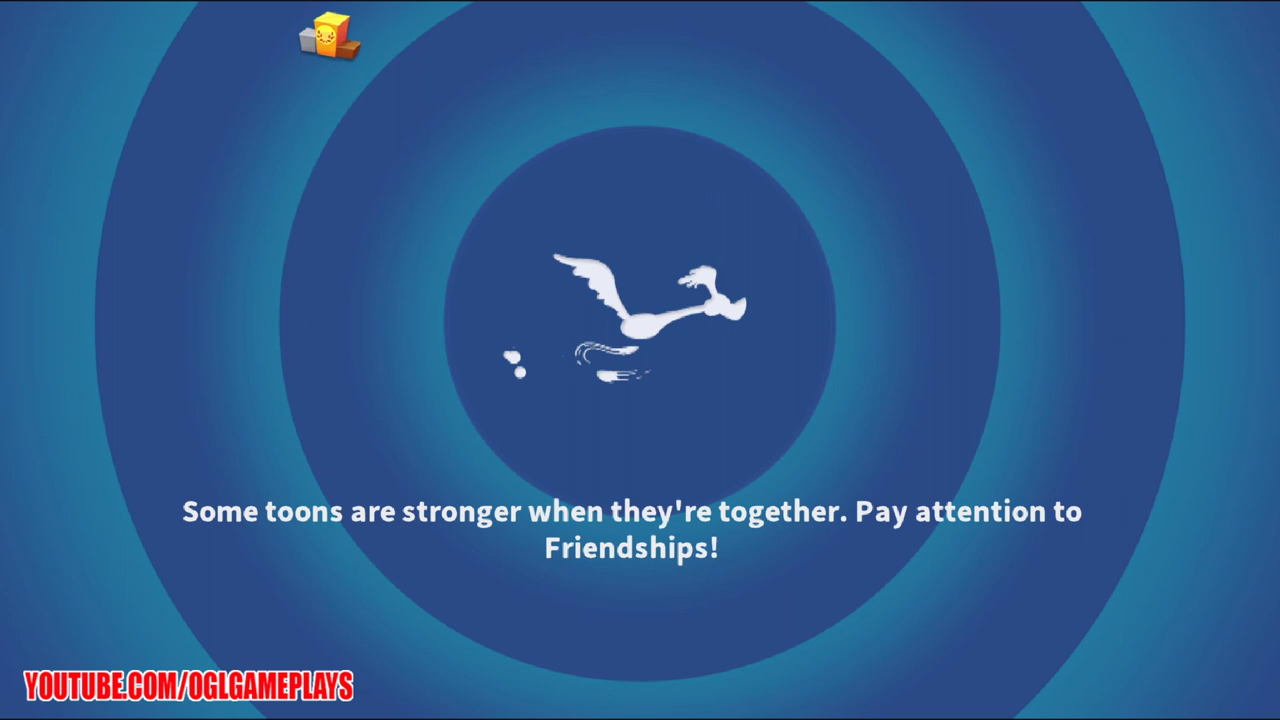 Some toons are stronger when they're together. Pay attention to
Friendships!
YOUTUBE.COM/OGLGAMEPLAYS